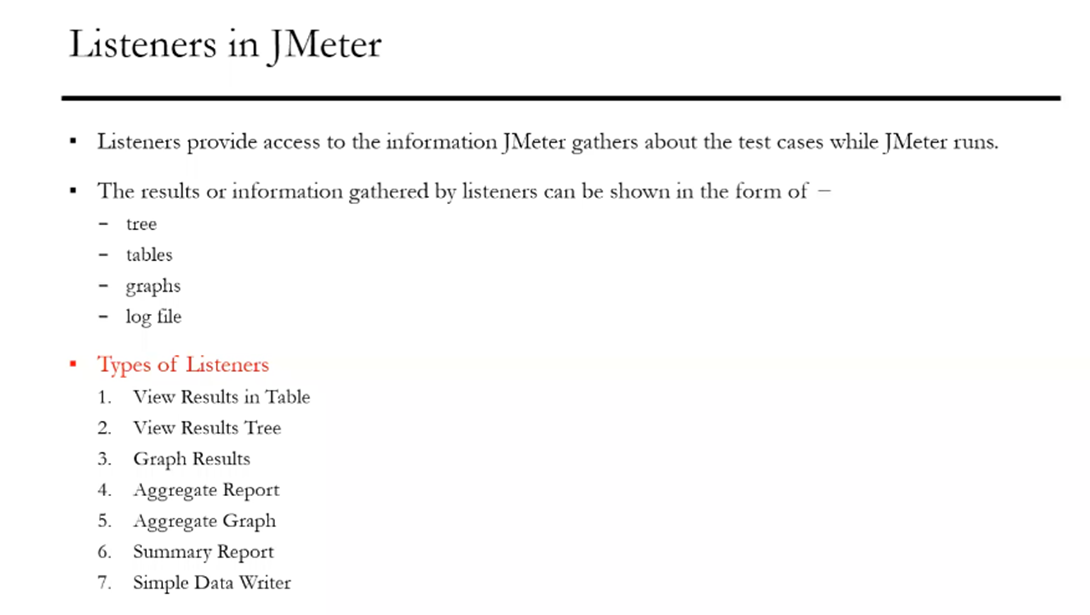 Listeners in JMeter
▪ Listeners provide access to the information JMeter gathers about the test cases while JMeter runs.
▪ The results or information gathered by listeners can be shown in the form of −
– tree
– tables
– graphs
– log file
▪ Types of Listeners
1. View Results in Table
2. View Results Tree
3. Graph Results
4. Aggregate Report
5. Aggregate Graph
6. Summary Report
7. Simple Data Writer